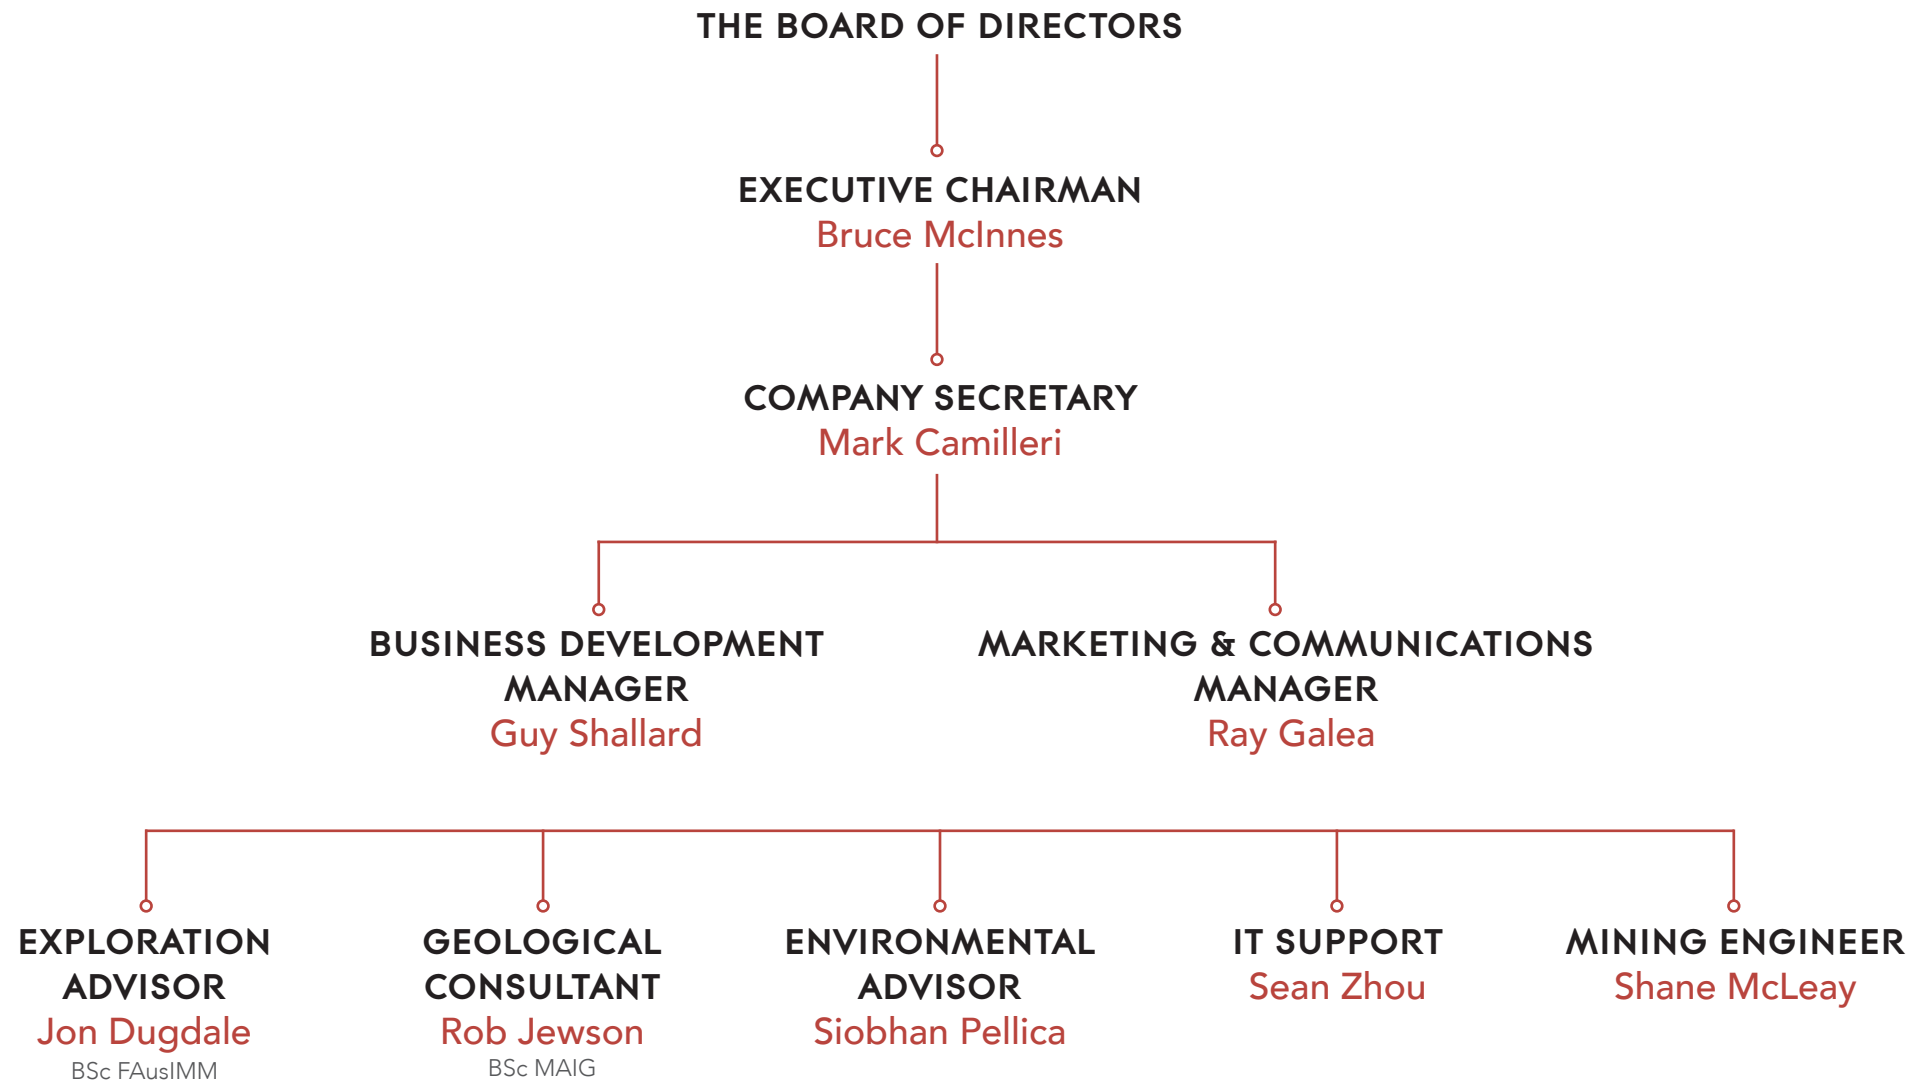 THE BOARD OF DIRECTORS
EXECUTIVE CHAIRMAN
Bruce McInnes
COMPANY SECRETARY
Mark Camilleri
BUSINESS DEVELOPMENT
MANAGER
Guy Shallard
MARKETING & COMMUNICATIONS
MANAGER
Ray Galea
EXPLORATION
ADVISOR
Jon Dugdale
BSc FAusIMM
GEOLOGICAL
CONSULTANT
Rob Jewson
BSc MAIG
ENVIRONMENTAL
ADVISOR
Siobhan Pellica
IT SUPPORT
Sean Zhou
MINING ENGINEER
Shane McLeay